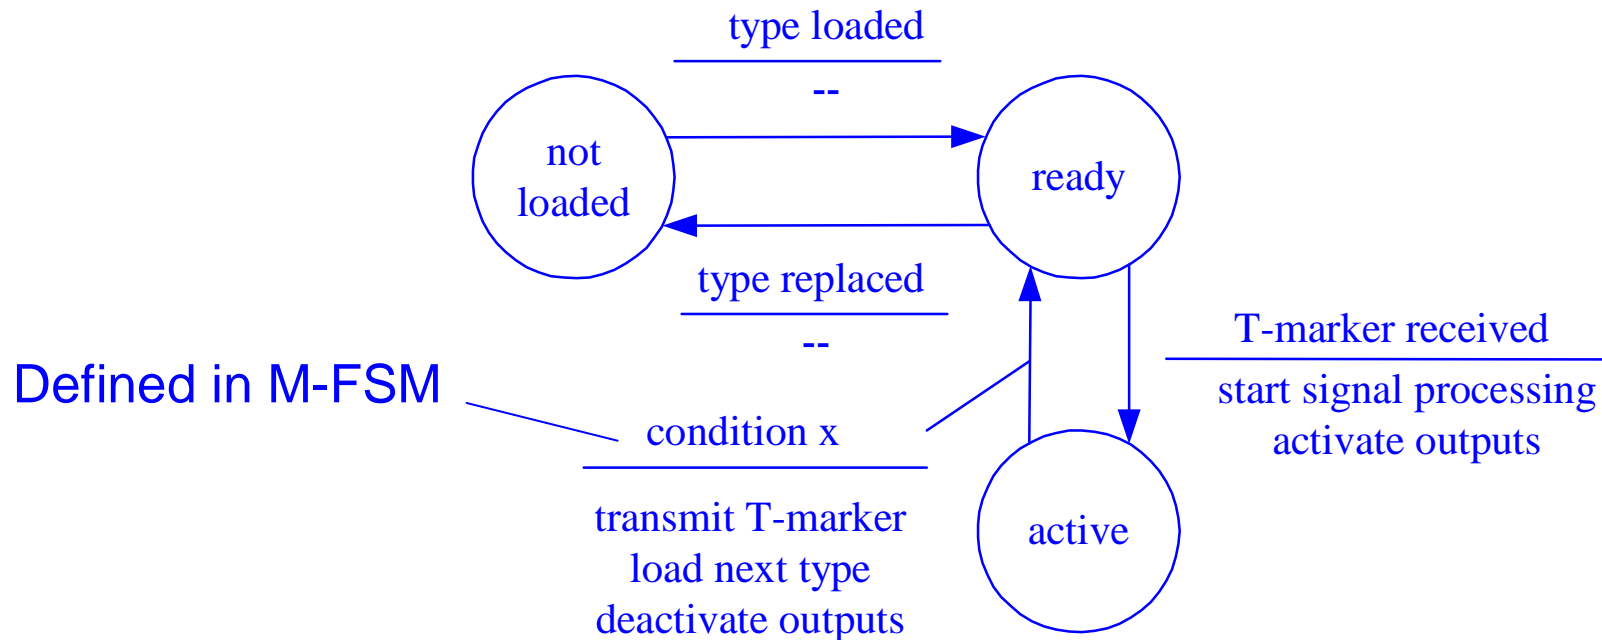 type loaded
--
not
loaded
ready
type replaced
--
T-marker received
start signal processing
activate outputs
Defined in M-FSM
condition x
transmit T-marker
load next type
deactivate outputs
active